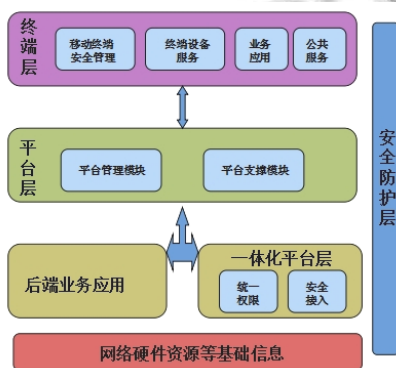 终端层
移动终端
安全管理
终端设备
服务
业务
应用
公共
服务
平台层
平台管理模块
平台支撑模块
后端业务应用
一体化平台层
统一
权限
安全
接入
网络硬件资源等基础信息
安全防护层